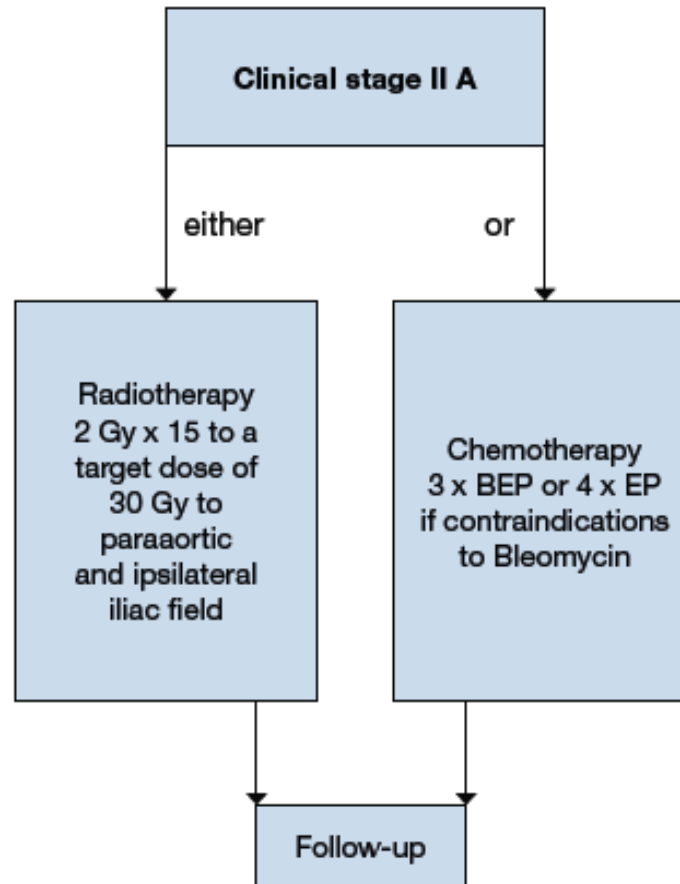 Clinical stage II A
either
or
Radiotherapy
2 Gy x 15 to a
target dose of
30 Gy to
paraaortic
and ipsilateral
iliac field
Chemotherapy
3 x BEP or 4 x EP
if contraindications
to Bleomycin
Follow-up